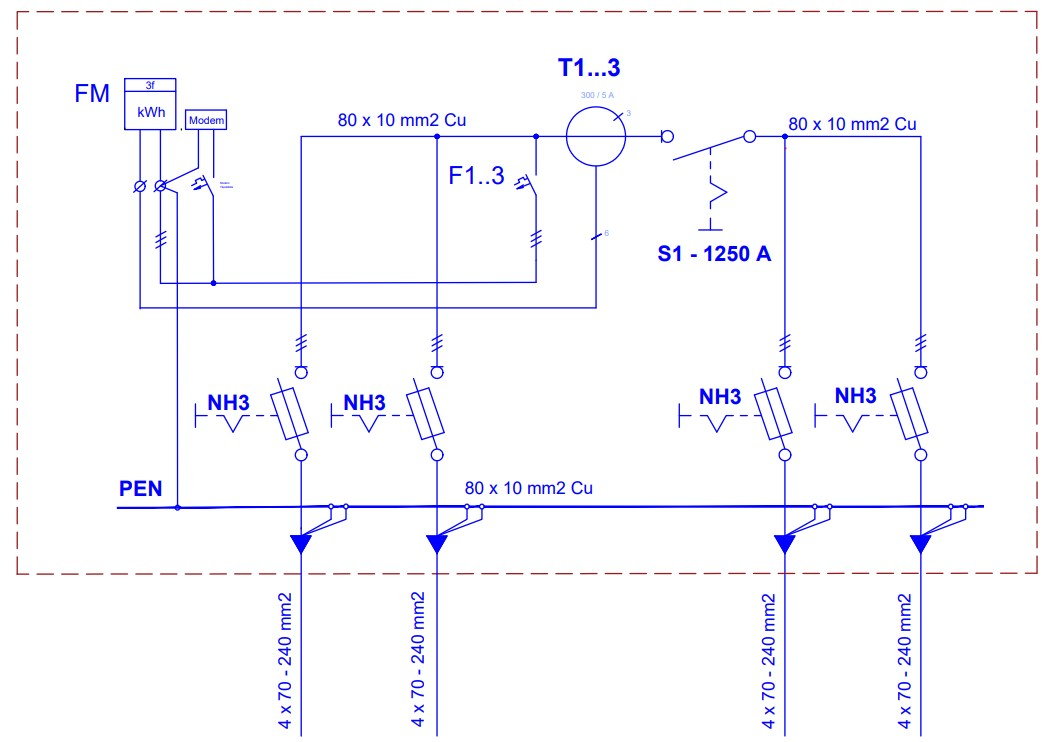 T1...3
300 / 5 A
3
FM
3f
kWh
Modem
80 x 10 mm2 Cu
80 x 10 mm2 Cu
F1..3
6
S1 - 1250 A
NH3
NH3
NH3
NH3
PEN
80 x 10 mm2 Cu
4 x 70 - 240 mm2
4 x 70 - 240 mm2
4 x 70 - 240 mm2
4 x 70 - 240 mm2